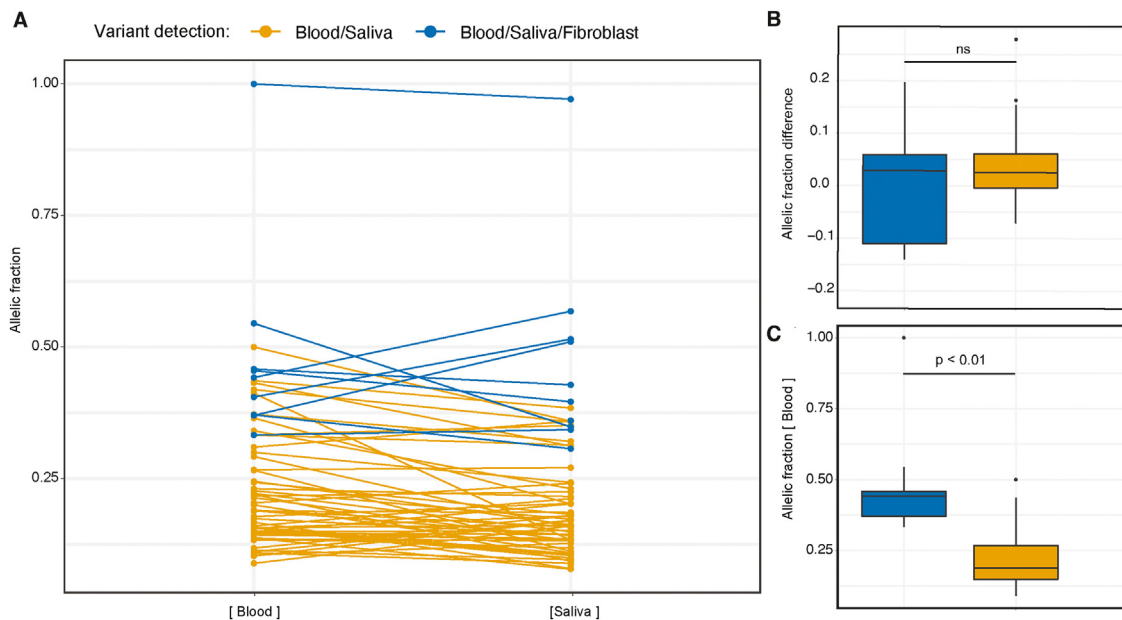 A
Variant detection: Blood/Saliva Blood/Saliva/Fibroblast
Allelic fraction
1.00
0.75
0.50
0.25
[ Blood ]
[Saliva ]
B
Allelic fraction difference
0.2
0.1
0.0
−0.1
−0.2
ns
C
Allele fraction [ Blood ]
1.00
0.75
0.50
0.25
p < 0.01